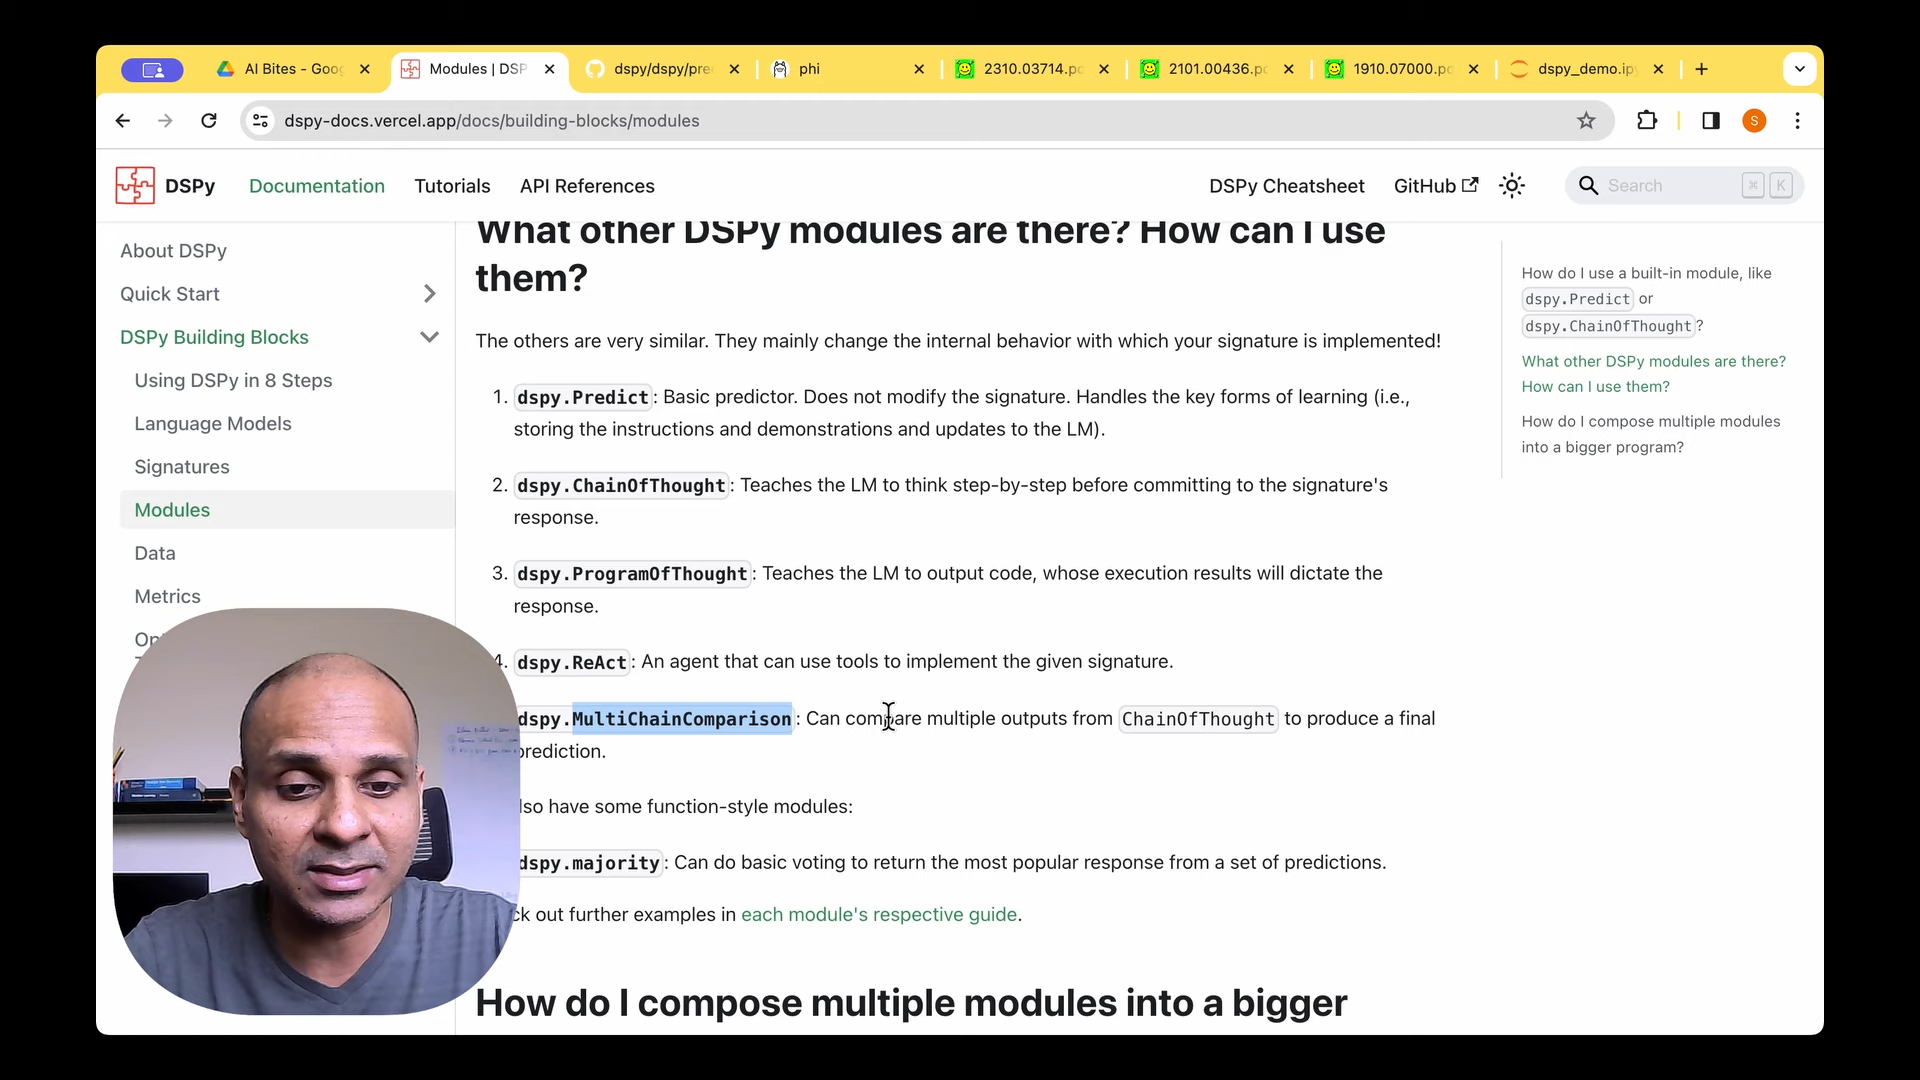 AI Bites - Goo
Modules | DSP
dspy/dspy/pre
phi
2310.03714.pd
2101.00436.pd
1910.07000.pd
dspy_demo.ip
dspy-docs.vercel.app/docs/building-blocks/modules
S
DSPy
Documentation
Tutorials
API References
DSPy Cheatsheet
GitHub
Search
⌘ K
About DSPy
Quick Start
DSPy Building Blocks
Using DSPy in 8 Steps
Language Models
Signatures
Modules
Data
Metrics
What other DSPy modules are there? How can I use
them?
The others are very similar. They mainly change the internal behavior with which your signature is implemented!
1. dspy.Predict: Basic predictor. Does not modify the signature. Handles the key forms of learning (i.e.,
storing the instructions and demonstrations and updates to the LM).
2. dspy.ChainOfThought: Teaches the LM to think step-by-step before committing to the signature's
response.
3. dspy.ProgramOfThought: Teaches the LM to output code, whose execution results will dictate the
response.
4. dspy.ReAct: An agent that can use tools to implement the given signature.
dspy.MultiChainComparison: Can compare multiple outputs from ChainOfThought to produce a final
prediction.
lso have some function-style modules:
dspy.majority: Can do basic voting to return the most popular response from a set of predictions.
ck out further examples in each module's respective guide.
How do I compose multiple modules into a bigger
How do I use a built-in module, like
dspy.Predict or
dspy.ChainOfThought?
What other DSPy modules are there?
How can I use them?
How do I compose multiple modules
into a bigger program?